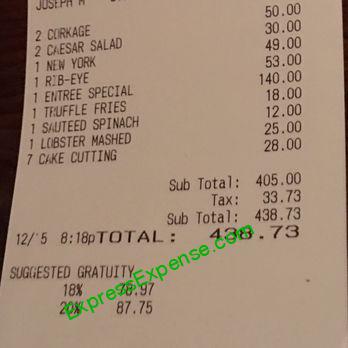 JOSEPH M
2 CORKAGE 50.00
2 CAESAR SALAD 30.00
1 NEW YORK 49.00
1 RIB-EYE 53.00
1 ENTREE SPECIAL 140.00
1 TRUFFLE FRIES 18.00
1 SAUTEED SPINACH 12.00
1 LOBSTER MASHED 25.00
7 CAKE CUTTING 28.00
Sub Total: 405.00
Tax: 33.73
Sub Total: 438.73
8:18p TOTAL: 438.73
SUGGESTED GRATUITY
18% 78.97
20% 87.75
ExpressExpense.com